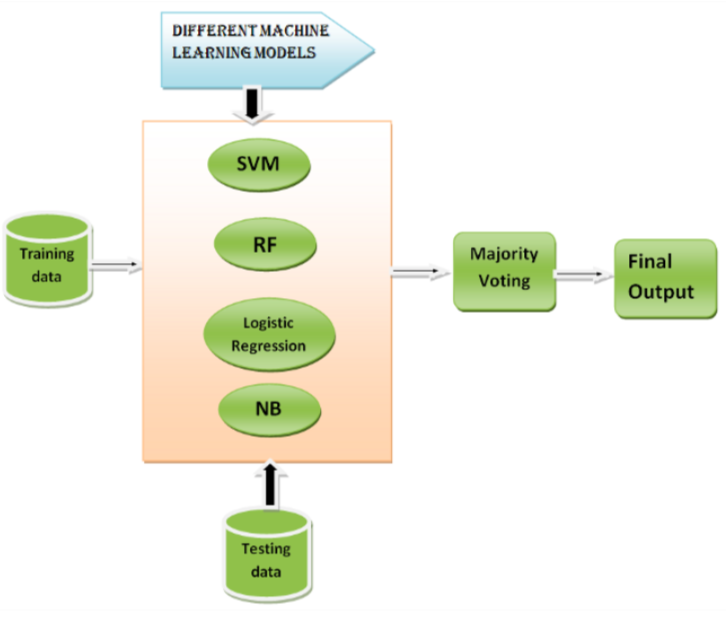 DIFFERENT MACHINE
LEARNING MODELS
SVM
RF
Logistic
Regression
NB
Training
data
Majority
Voting
Final
Output
Testing
data